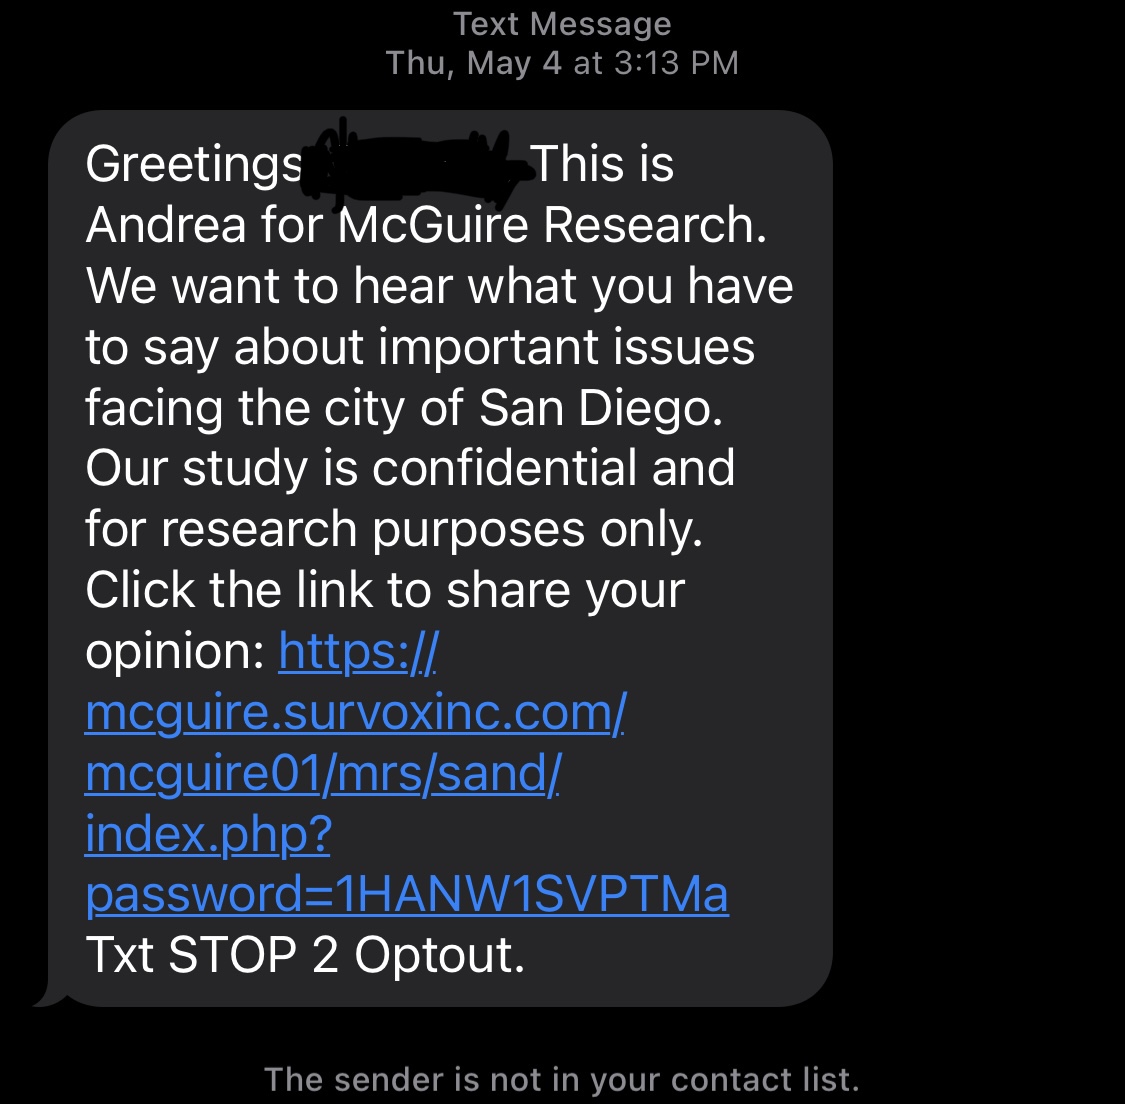 Text Message
Thu, May 4 at 3:13 PM
Greetings This is
Andrea for McGuire Research.
We want to hear what you have
to say about important issues
facing the city of San Diego.
Our study is confidential and
for research purposes only.
Click the link to share your
opinion: https://
mcguire.survoxinc.com/
mcguire01/mrs/sand/
index.php?
password=1HANW1SVPTMa
Txt STOP 2 Optout.
The sender is not in your contact list.